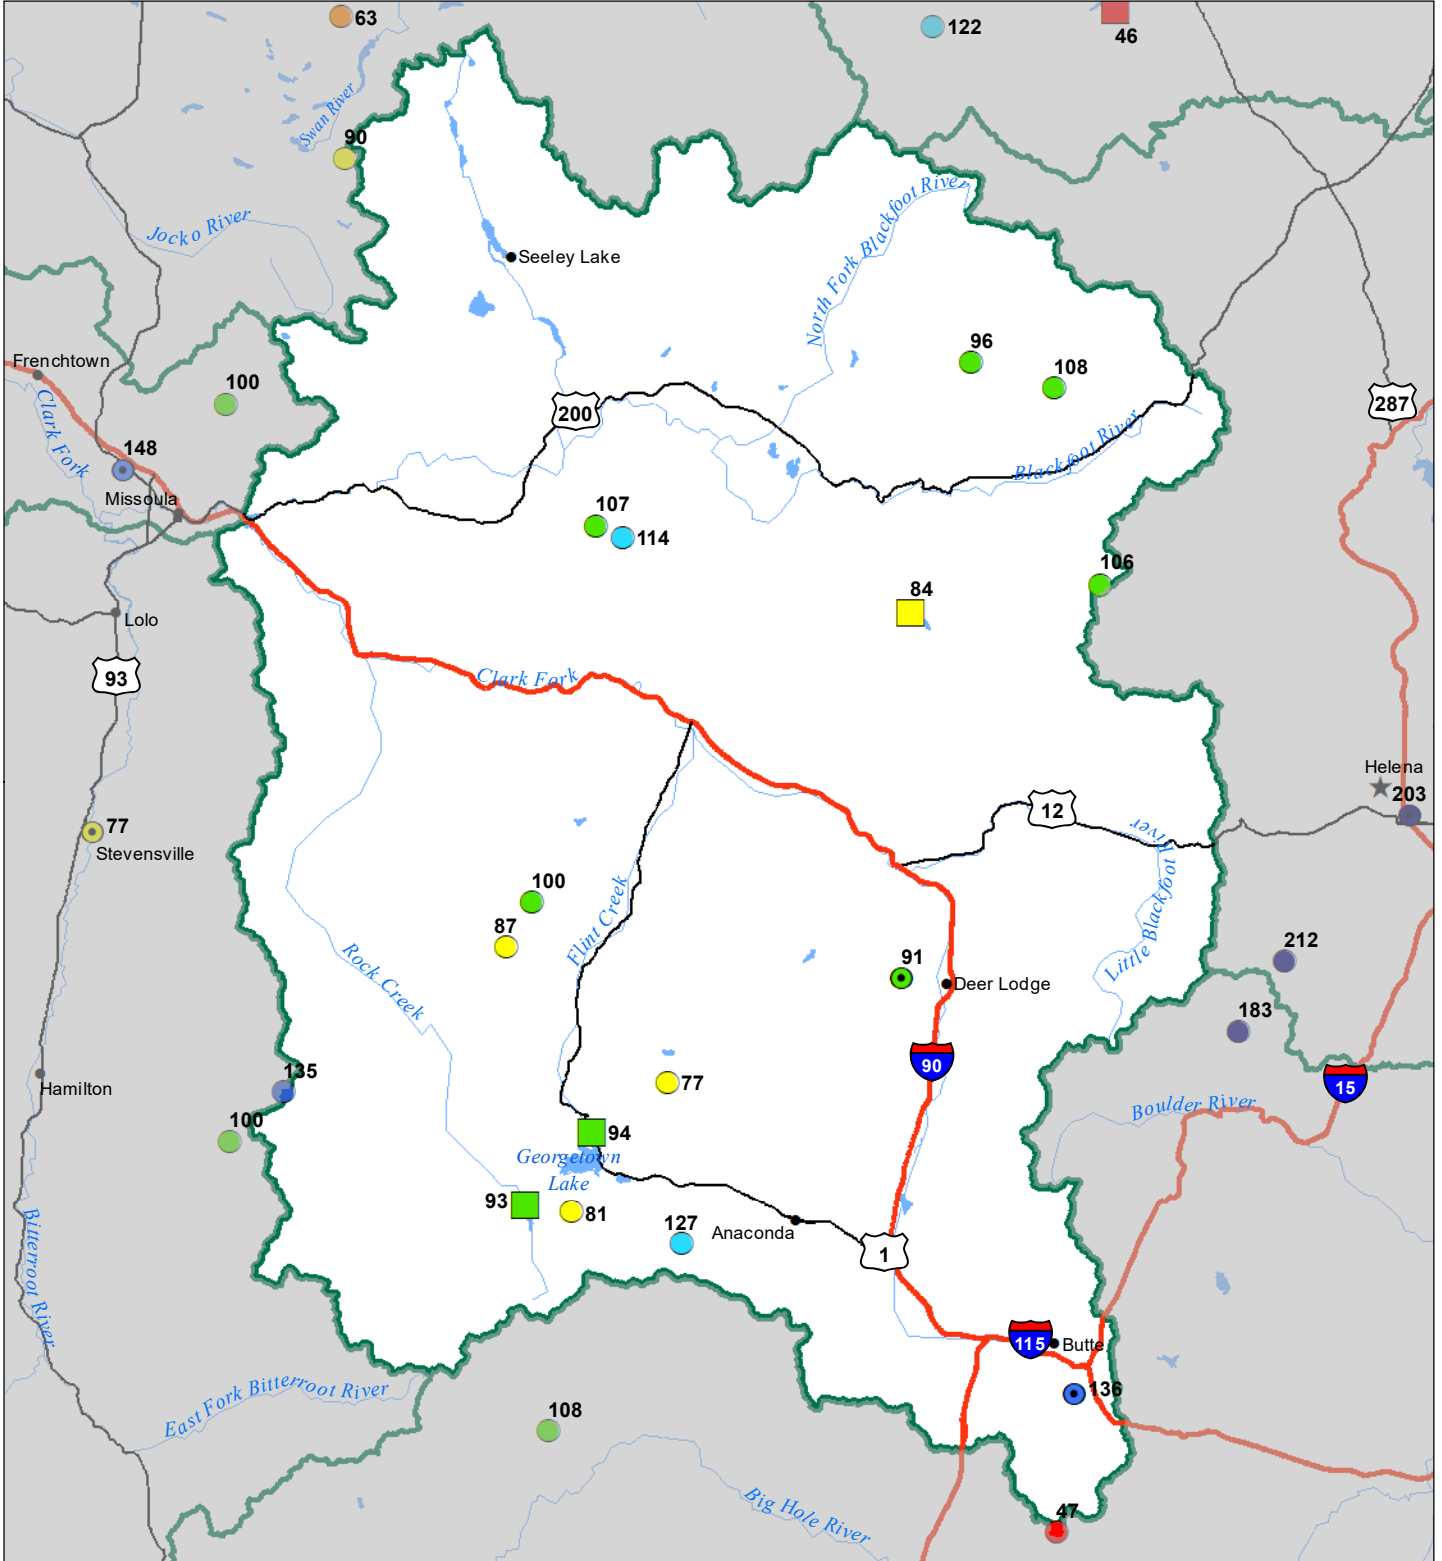 63
122
46
Swan River
90
Jocko River
North Fork Blackfoot River
Seeley Lake
96
108
Frenchtown
100
Clark Fork
200
287
148
Blackfoot River
Missoula
107
114
106
84
Lolo
93
Clark Fork
Helena
203
12
77
Stevensville
Little Blackfoot River
100
87
Flint Creek
212
91
Deer Lodge
Rock Creek
183
90
135
77
15
Hamilton
Boulder River
100
94
Georgetown
Lake
93
81
127
Anaconda
1
Bitterroot River
115
Butte
136
East Fork Bitterroot River
108
Big Hole River
47